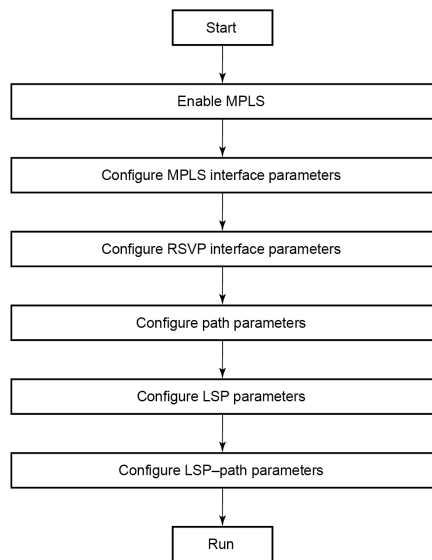 Start
Enable MPLS
Configure MPLS interface parameters
Configure RSVP interface parameters
Configure path parameters
Configure LSP parameters
Configure LSP–path parameters
Run